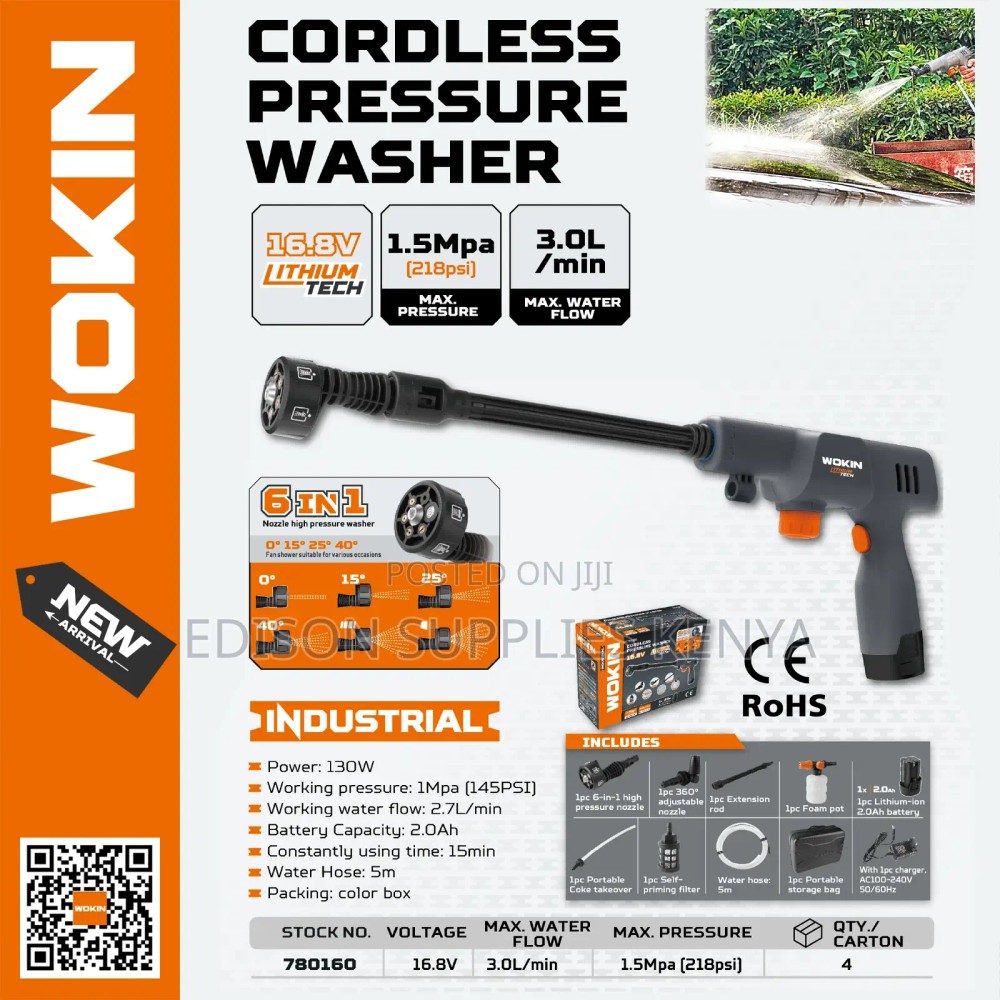 WOKIN
NEW
ARRIVAL
CORDLESS
PRESSURE
WASHER
16.8V
LITHIUM
TECH
1.5Mpa
(218psi)
MAX.
PRESSURE
3.0L
/min
MAX. WATER
FLOW
WOKIN
LITHIUM
TECH
6 IN 1
Nozzle high pressure washer
0° 15° 25° 40°
Fan shower suitable for various occasions
0° 15° 25°
40°
POSTED ON JIJI
EDISON SUPPLIER KENYA
CORDLESS
PRESSURE WASHER
16.8V
WOKIN
CE
RoHS
INDUSTRIAL
Power: 130W
Working pressure: 1Mpa (145PSI)
Working water flow: 2.7L/min
Battery Capacity: 2.0Ah
Constantly using time: 15min
Water Hose: 5m
Packing: color box
INCLUDES
1pc 6-in-1 high
pressure nozzle
1pc 360°
adjustable
nozzle
1pc Extension
rod
1pc Foam pot
1x 2.0Ah
1pc Lithium-ion
2.0Ah battery
1pc Portable
Coke takeover
1pc Self-
priming filter
Water hose:
5m
1pc Portable
storage bag
With 1pc charger,
AC100-240V
50/60Hz
WOKIN
STOCK NO. VOLTAGE MAX. WATER FLOW MAX. PRESSURE QTY./CARTON
780160 16.8V 3.0L/min 1.5Mpa (218psi) 4